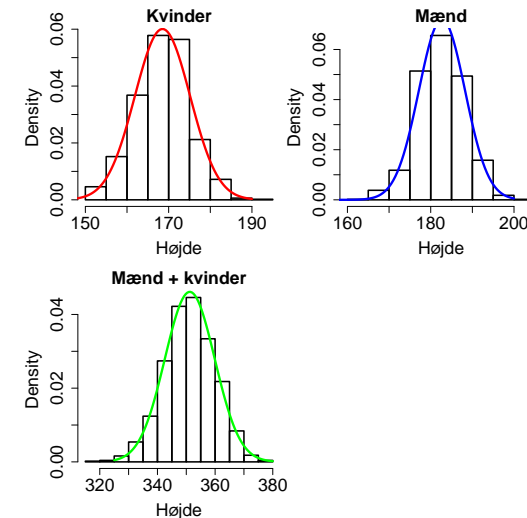 Kvinder
Density
0.00 0.02 0.04 0.06
150 170 190
Højde
Mænd
Density
0.00 0.02 0.04 0.06
160 180 200
Højde
Mænd + kvinder
Density
0.00 0.02 0.04
320 340 360 380
Højde